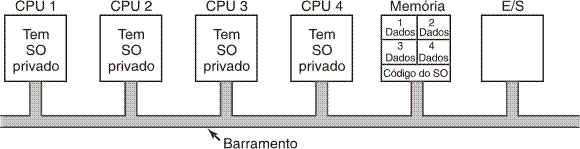 CPU 1
Tem
SO
privado
CPU 2
Tem
SO
privado
CPU 3
Tem
SO
privado
CPU 4
Tem
SO
privado
Memória
1
Dados
2
Dados
3
Dados
4
Dados
Código do SO
E/S
Barramento